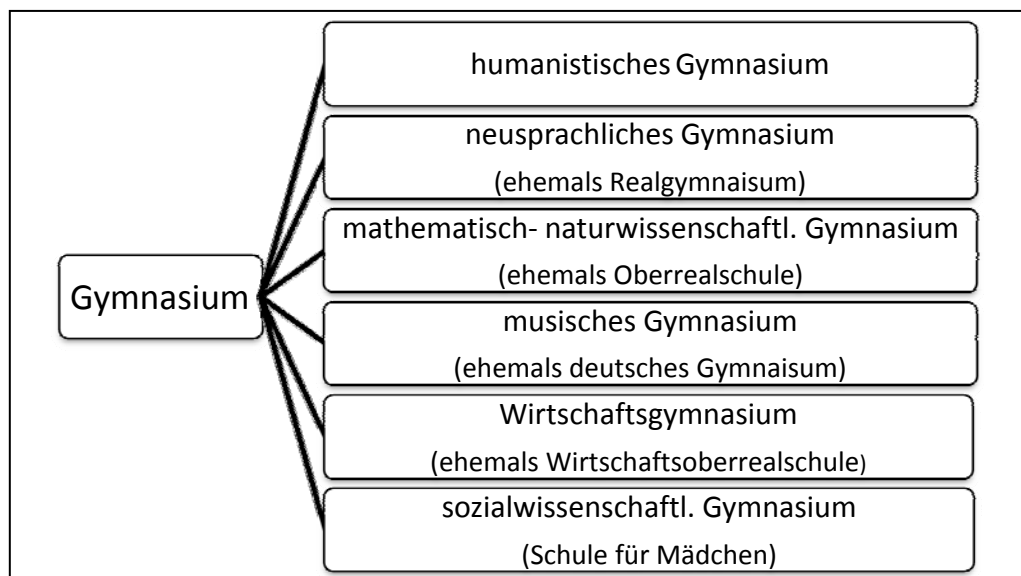 Gymnasium
humanistisches Gymnasium
neusprachliches Gymnasium
(ehemals Realgymnaisum)
mathematisch- naturwissenschaftl. Gymnasium
(ehemals Oberrealschule)
musisches Gymnasium
(ehemals deutsches Gymnaisum)
Wirtschaftsgymnasium
(ehemals Wirtschaftsoberrealschule)
sozialwissenschaftl. Gymnasium
(Schule für Mädchen)